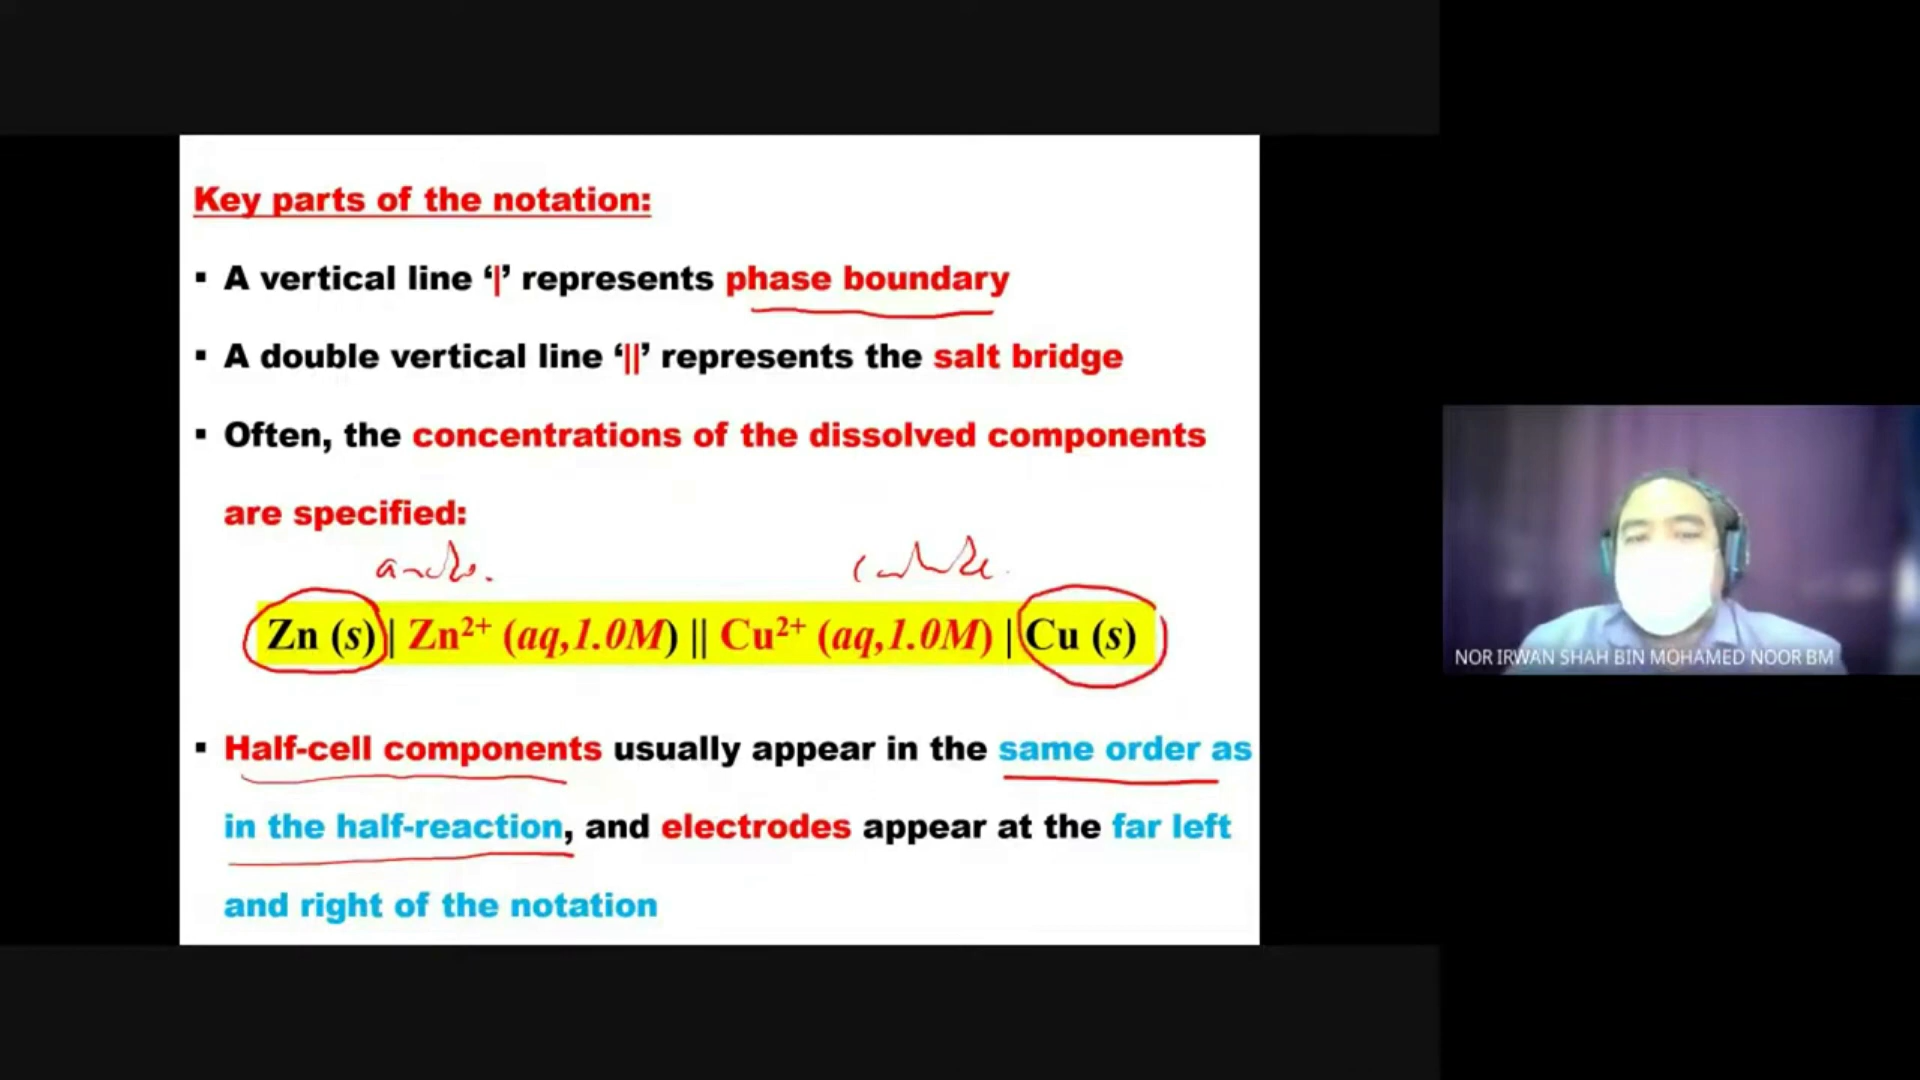 Key parts of the notation:
▪ A vertical line ‘|’ represents phase boundary
▪ A double vertical line ‘||’ represents the salt bridge
▪ Often, the concentrations of the dissolved components
are specified:
Zn (s) | Zn²⁺ (aq,1.0M) || Cu²⁺ (aq,1.0M) | Cu (s)
▪ Half-cell components usually appear in the same order as
in the half-reaction, and electrodes appear at the far left
and right of the notation
NOR IRWAN SHAH BIN MOHAMED NOOR BM